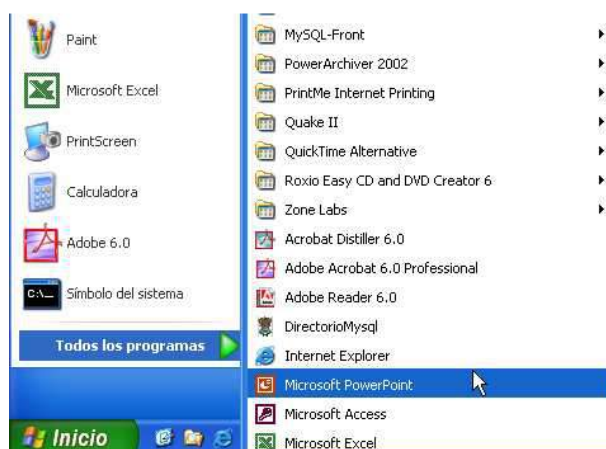 Paint
Microsoft Excel
PrintScreen
Calculadora
Adobe 6.0
C:\_
Símbolo del sistema
Todos los programas
Inicio
MySQL-Front
PowerArchiver 2002
PrintMe Internet Printing
Quake II
QuickTime Alternative
Roxio Easy CD and DVD Creator 6
Zone Labs
Acrobat Distiller 6.0
Adobe Acrobat 6.0 Professional
Adobe Reader 6.0
DirectorioMysql
Internet Explorer
Microsoft PowerPoint
Microsoft Access
Microsoft Excel